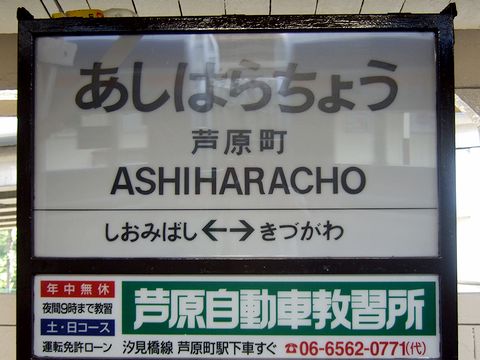 あしはらちょう
芦原町
ASHIHARACHO
しおみばし←→きづがわ
年中無休
夜間9時まで教習
土・日コース
運転免許ローン
芦原自動車教習所
汐見橋線 芦原町駅下車すぐ ☎06-6562-0771(代)